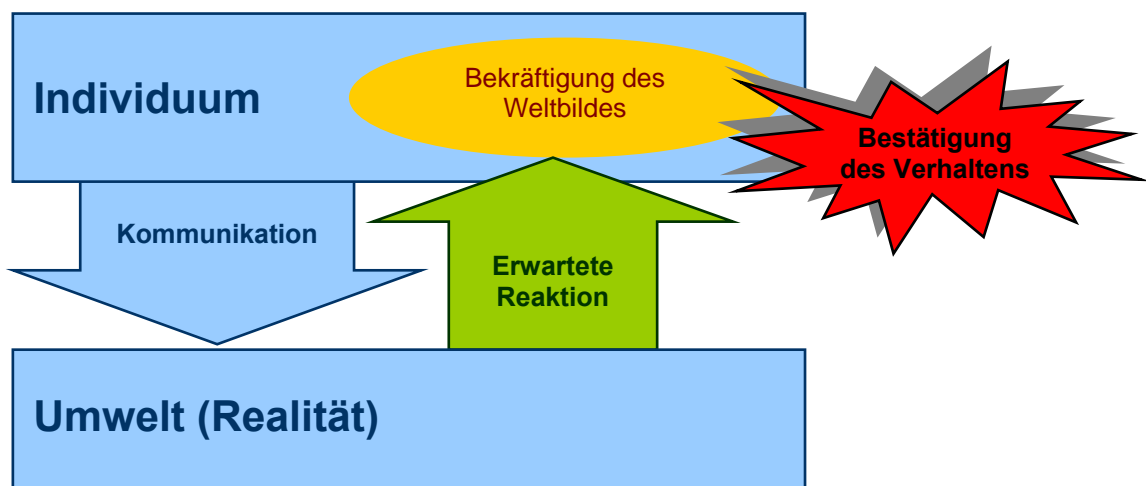 Individuum
Bekräftigung des
Weltbildes
Bestätigung
des Verhaltens
Kommunikation
Erwartete
Reaktion
Umwelt (Realität)